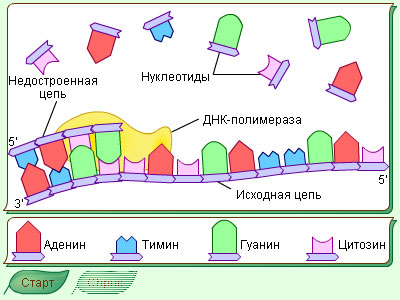 Недостроенная
цепь
Нуклеотиды
ДНК-полимераза
5'
5'
3'
Исходная цепь
Аденин
Тимин
Гуанин
Цитозин
Старт